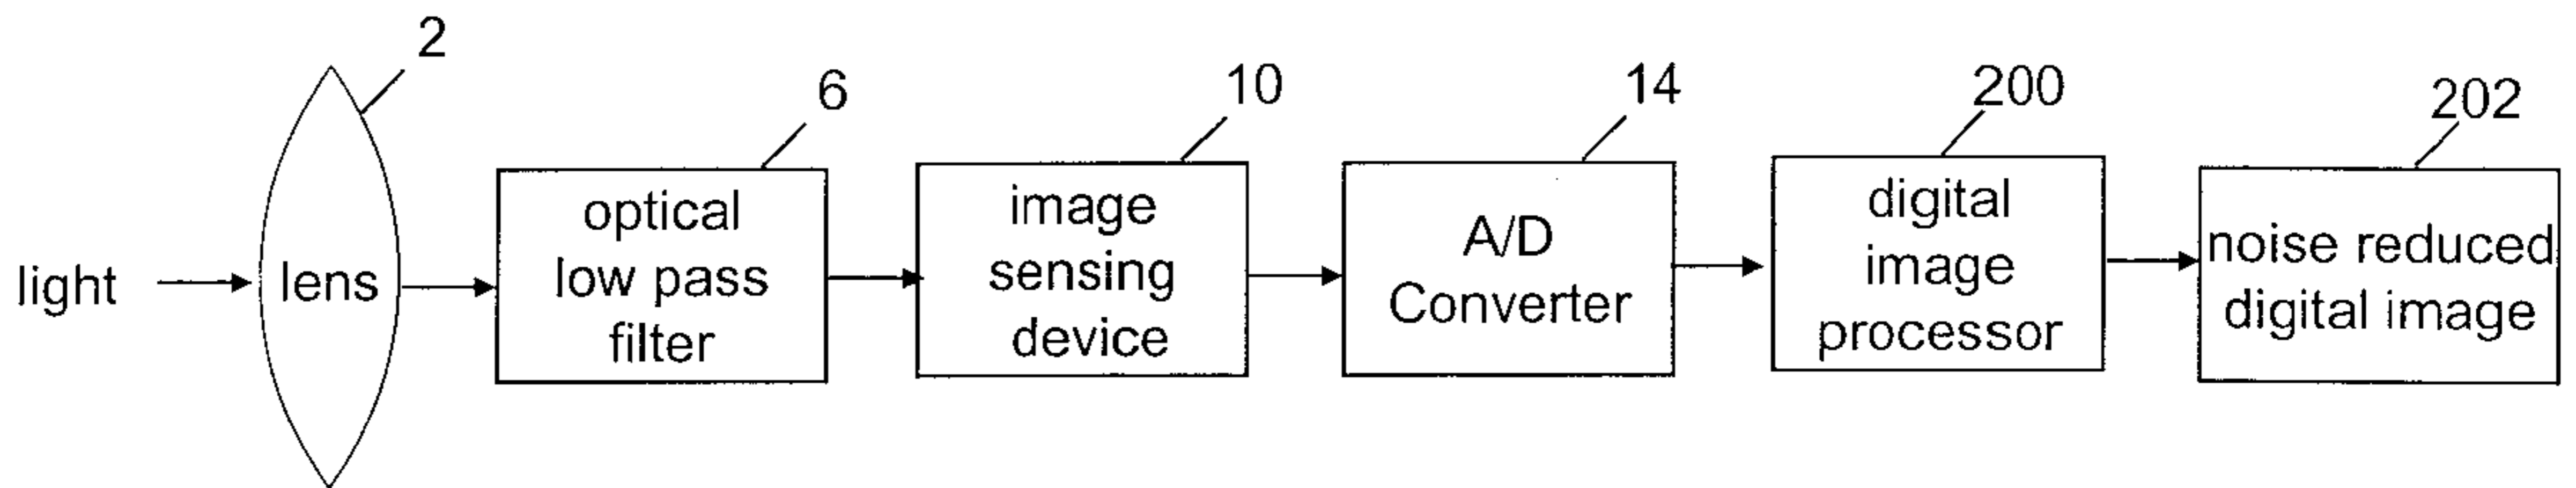 2
6
10
14
200
202
light
lens
optical
low pass
filter
image
sensing
device
A/D
Converter
digital
image
processor
noise reduced
digital image